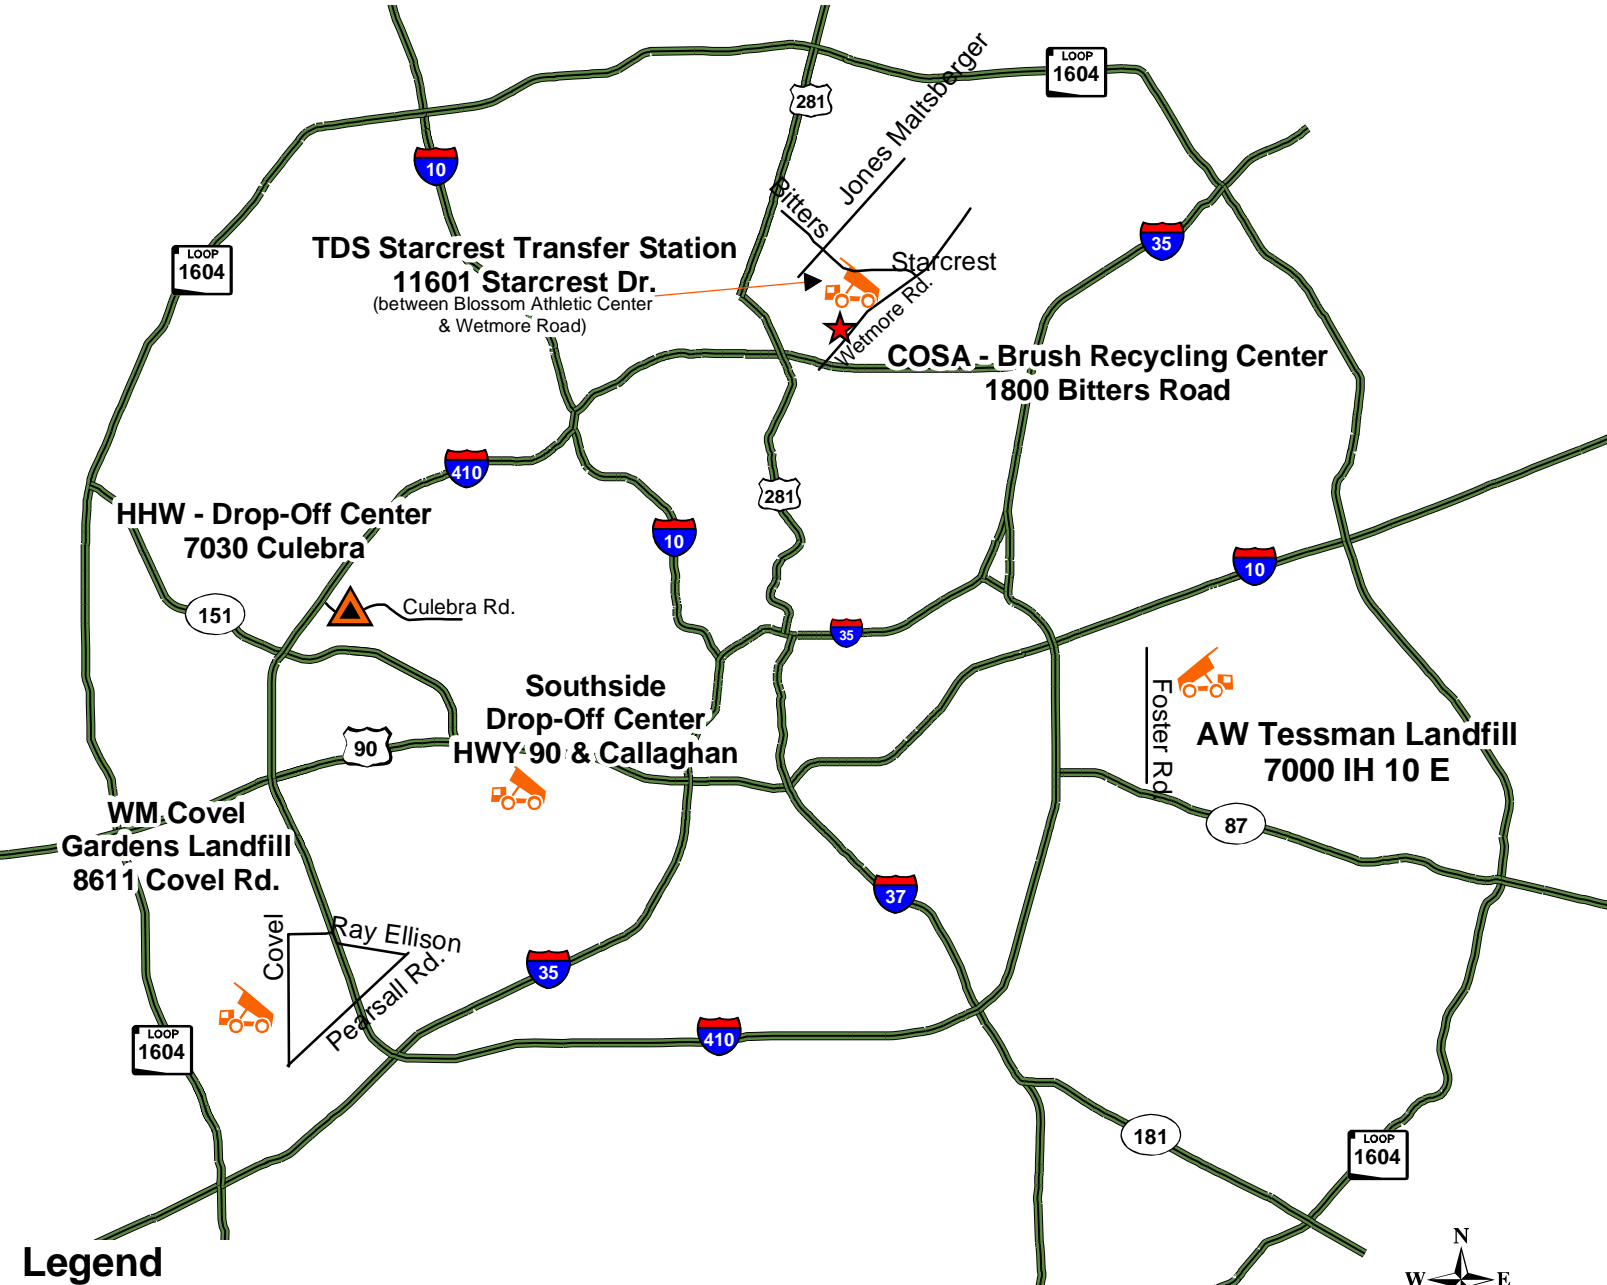 LOOP
1604
281
Jones Maltsberger
10
Bitters
35
TDS Starcrest Transfer Station
11601 Starcrest Dr.
(between Blossom Athletic Center
& Wetmore Road)
LOOP
1604
Starcrest
Wetmore Rd.
COSA - Brush Recycling Center
1800 Bitters Road
410
281
HHW - Drop-Off Center
7030 Culebra
10
10
151
Culebra Rd.
35
Southside
Drop-Off Center
HWY 90 & Callaghan
90
Foster Rd.
AW Tessman Landfill
7000 IH 10 E
WM Covel
Gardens Landfill
8611 Covel Rd.
87
37
Covel
Ray Ellison
Pearsall Rd.
35
LOOP
1604
410
181
LOOP
1604
Legend
N
W
E